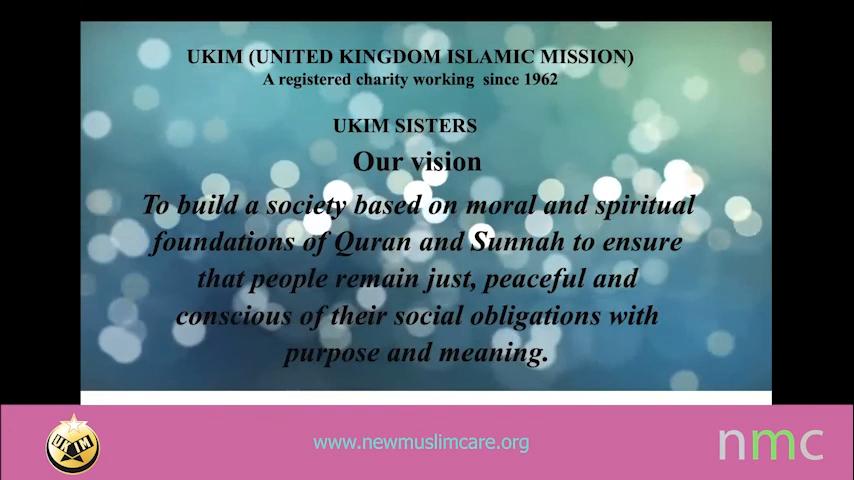 UKIM (UNITED KINGDOM ISLAMIC MISSION)
A registered charity working since 1962
UKIM SISTERS
Our vision
To build a society based on moral and spiritual
foundations of Quran and Sunnah to ensure
that people remain just, peaceful and
conscious of their social obligations with
purpose and meaning.
UKIM
www.newmuslimcare.org
nmc